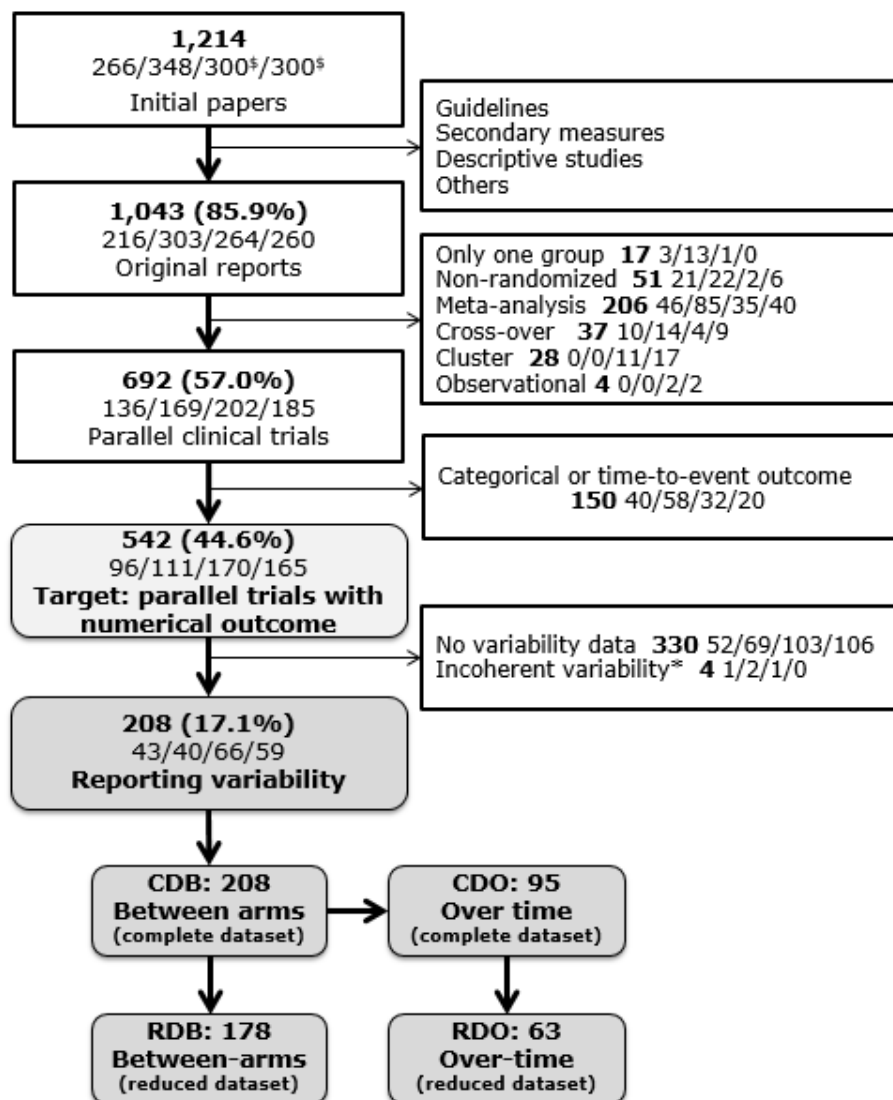 1,214
266/348/300$/300$
Initial papers
Guidelines
Secondary measures
Descriptive studies
Others
1,043 (85.9%)
216/303/264/260
Original reports
Only one group 17 3/13/1/0
Non-randomized 51 21/22/2/6
Meta-analysis 206 46/85/35/40
Cross-over 37 10/14/4/9
Cluster 28 0/0/11/17
Observational 4 0/0/2/2
692 (57.0%)
136/169/202/185
Parallel clinical trials
Categorical or time-to-event outcome
150 40/58/32/20
542 (44.6%)
96/111/170/165
Target: parallel trials with
numerical outcome
No variability data 330 52/69/103/106
Incoherent variability* 4 1/2/1/0
208 (17.1%)
43/40/66/59
Reporting variability
CDB: 208
Between arms
(complete dataset)
CDO: 95
Over time
(complete dataset)
RDB: 178
Between-arms
(reduced dataset)
RDO: 63
Over-time
(reduced dataset)